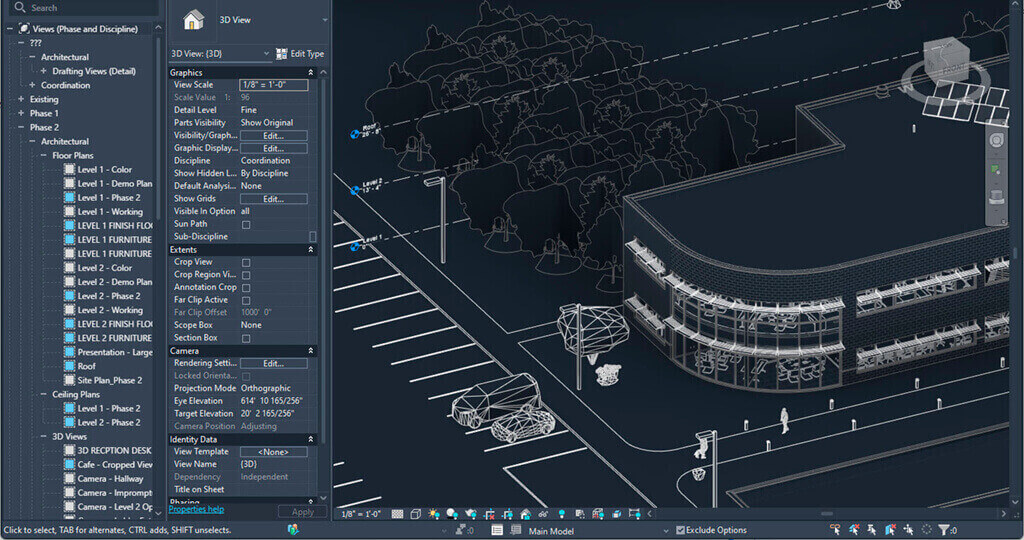 Search
Views (Phase and Discipline)
???
Architectural
Drafting Views (Detail)
Coordination
Existing
Phase 1
Phase 2
Architectural
Floor Plans
Level 1 - Color
Level 1 - Demo Plan
Level 1 - Phase 2
Level 1 - Working
LEVEL 1 FINISH FLO
LEVEL 1 FURNITURE
LEVEL 1 FURNITURE
Level 2 - Color
Level 2 - Demo Plan
Level 2 - Phase 2
Level 2 - Working
LEVEL 2 FINISH FLO
LEVEL 2 FURNITURE
Presentation - Large
Roof
Site Plan_Phase 2
Ceiling Plans
Level 1 - Phase 2
Level 2 - Phase 2
3D Views
3D RECPTION DESK
Cafe - Cropped View
Camera - Hallway
Camera - Impromptu
Camera - Level 2 Op
3D View
3D View: {3D}
Edit Type
Graphics
View Scale 1/8" = 1'-0"
Scale Value 1: 96
Detail Level Fine
Parts Visibility Show Original
Visibility/Graph... Edit...
Graphic Display... Edit...
Discipline Coordination
Show Hidden L... By Discipline
Default Analysi... None
Show Grids Edit...
Visible In Option all
Sun Path
Sub-Discipline
Extents
Crop View
Crop Region Vi...
Annotation Crop
Far Clip Active
Far Clip Offset 1000' 0"
Scope Box None
Section Box
Camera
Rendering Setti... Edit...
Locked Orienta...
Projection Mode Orthographic
Eye Elevation 614' 10 165/256"
Target Elevation 20' 2 165/256"
Camera Position Adjusting
Identity Data
View Template <None>
View Name {3D}
Dependency Independent
Title on Sheet
Phasing
Properties help
Apply
Roof
26' - 8"
Level 2
13' - 4"
Level 1
0"
1/8" = 1'-0"
Click to select, TAB for alternates, CTRL adds, SHIFT unselects.
:0
Main Model
Exclude Options
:0